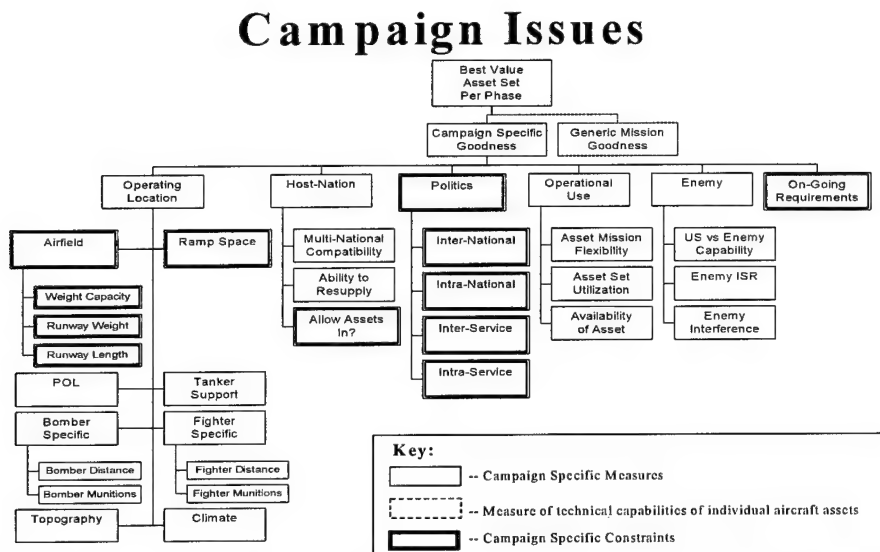 Campaign Issues
Best Value
Asset Set
Per Phase
Campaign Specific
Goodness
Generic Mission
Goodness
Operating
Location
Host-Nation
Politics
Operational
Use
Enemy
On-Going
Requirements
Airfield
Ramp Space
Weight Capacity
Runway Weight
Runway Length
POL
Tanker
Support
Bomber
Specific
Fighter
Specific
Bomber Distance
Bomber Munitions
Fighter Distance
Fighter Munitions
Topography
Climate
Multi-National
Compatibility
Ability to
Resupply
Allow Assets
In?
Inter-National
Intra-National
Inter-Service
Intra-Service
Asset Mission
Flexibility
Asset Set
Utilization
Availability
of Asset
US vs Enemy
Capability
Enemy ISR
Enemy
Interference
Key:
-- Campaign Specific Measures
-- Measure of technical capabilities of individual aircraft assets
-- Campaign Specific Constraints